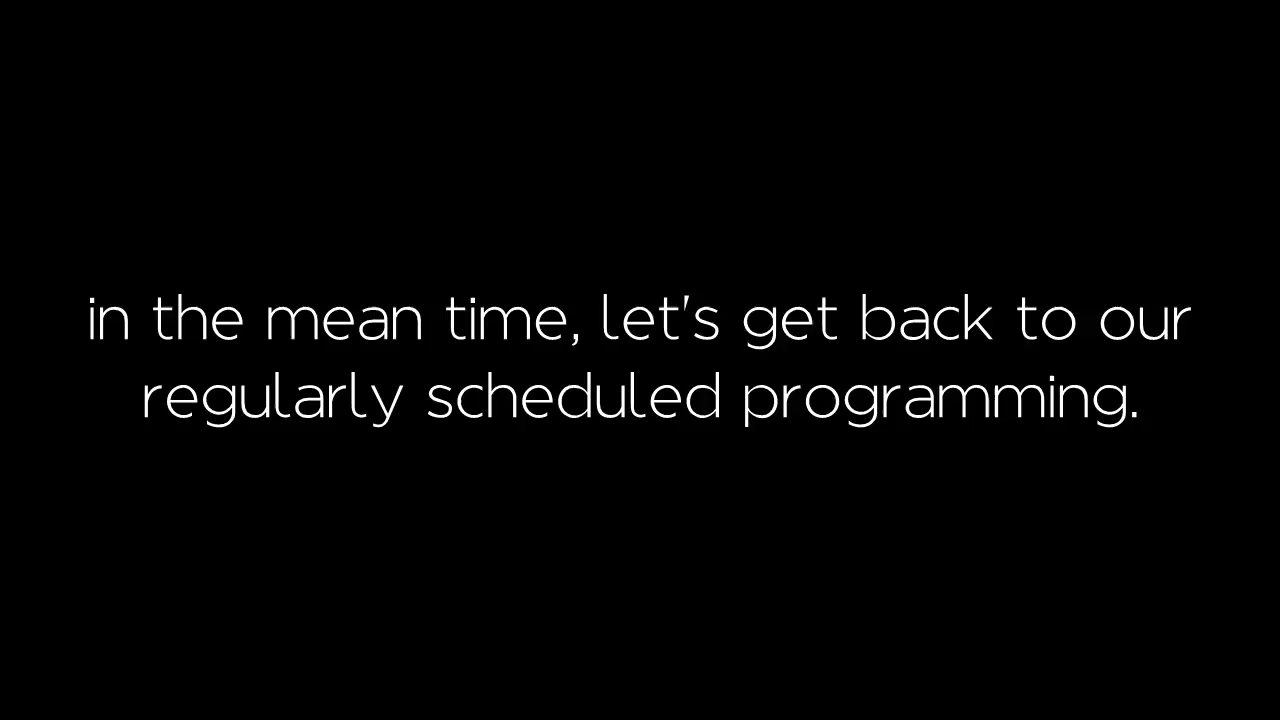 in the mean time, let's get back to our
regularly scheduled programming.